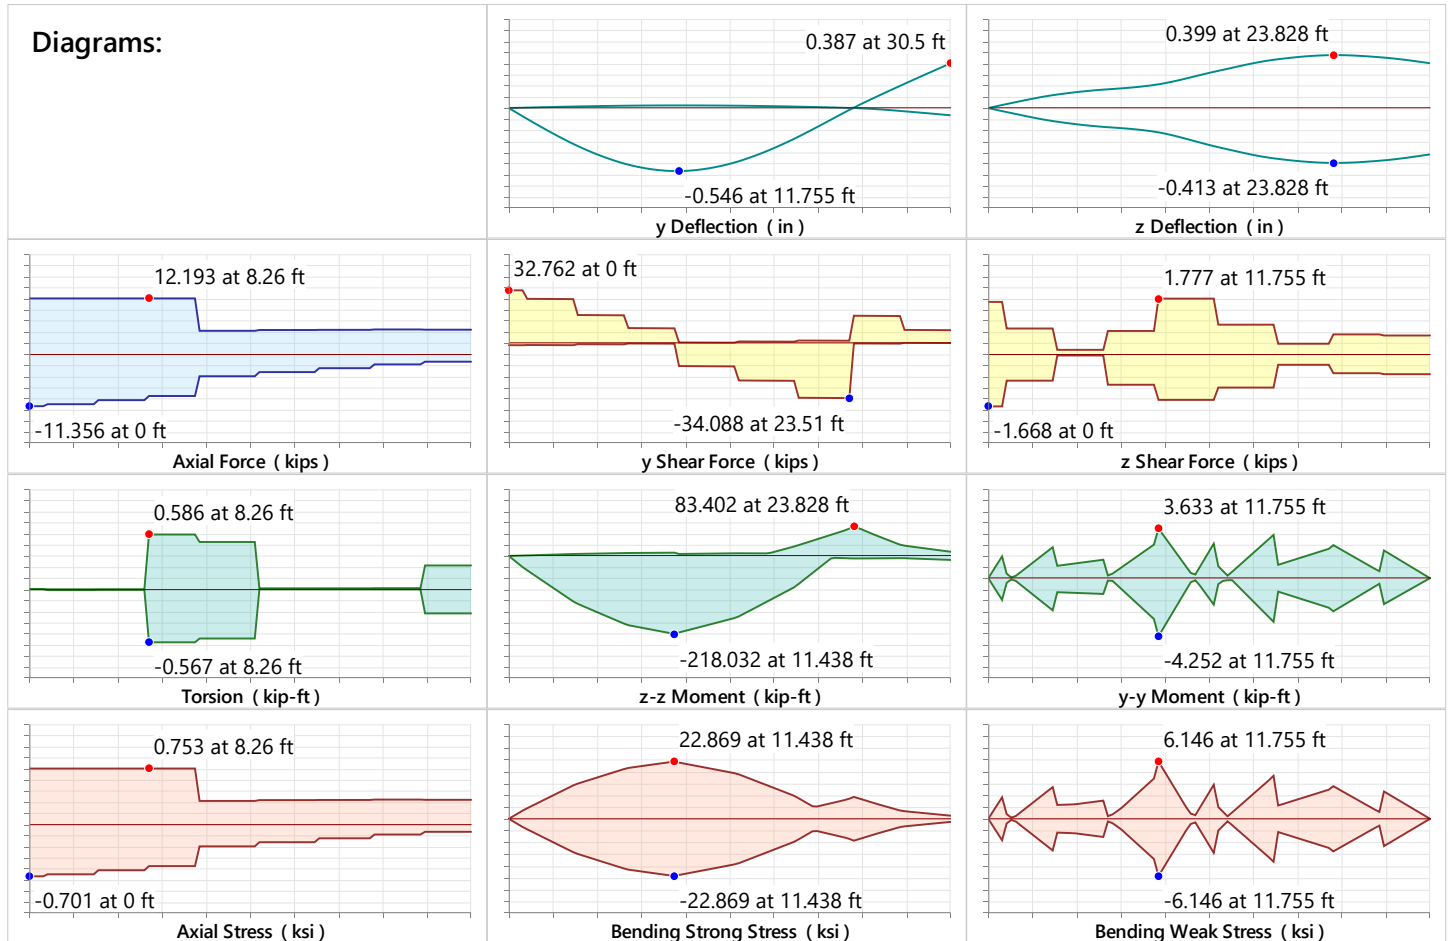 Diagrams:
0.387 at 30.5 ft
-0.546 at 11.755 ft
y Deflection ( in )
0.399 at 23.828 ft
-0.413 at 23.828 ft
z Deflection ( in )
12.193 at 8.26 ft
-11.356 at 0 ft
Axial Force ( kips )
32.762 at 0 ft
-34.088 at 23.51 ft
y Shear Force ( kips )
1.777 at 11.755 ft
-1.668 at 0 ft
z Shear Force ( kips )
0.586 at 8.26 ft
-0.567 at 8.26 ft
Torsion ( kip-ft )
83.402 at 23.828 ft
-218.032 at 11.438 ft
z-z Moment ( kip-ft )
3.633 at 11.755 ft
-4.252 at 11.755 ft
y-y Moment ( kip-ft )
0.753 at 8.26 ft
-0.701 at 0 ft
Axial Stress ( ksi )
22.869 at 11.438 ft
-22.869 at 11.438 ft
Bending Strong Stress ( ksi )
6.146 at 11.755 ft
-6.146 at 11.755 ft
Bending Weak Stress ( ksi )